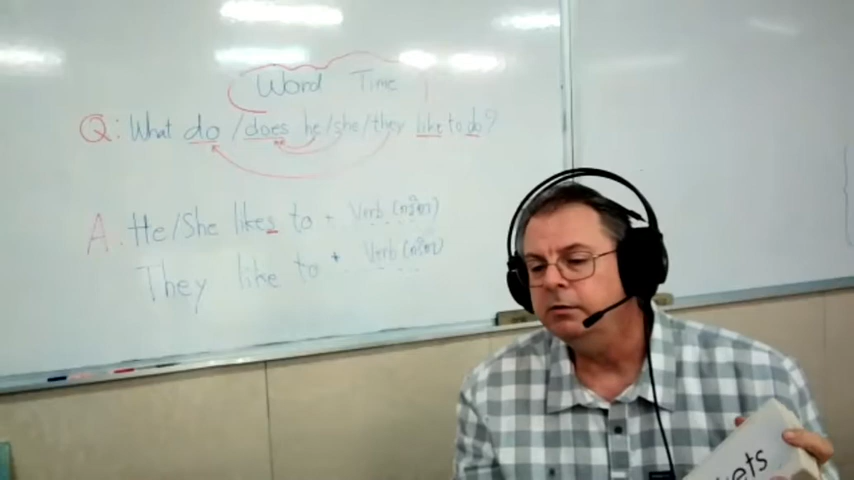 Word Time
Q: What do / does he/she/they like to do?
A. He/She likes to + Verb (กริยา)
They like to + Verb (กริยา)
ets